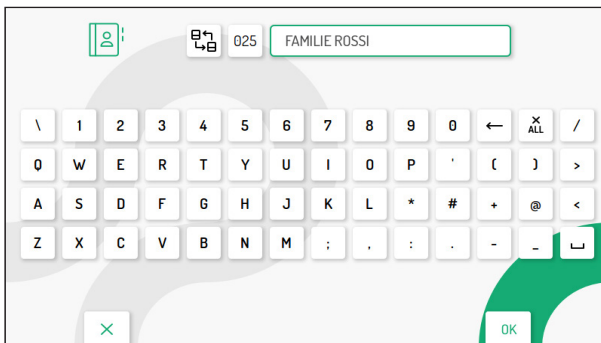 025 FAMILIE ROSSI
\ 1 2 3 4 5 6 7 8 9 0 ← × ALL /
Q W E R T Y U I O P ' ( ) >
A S D F G H J K L * # + @ <
Z X C V B N M ; , : . - _ ⌴
× OK